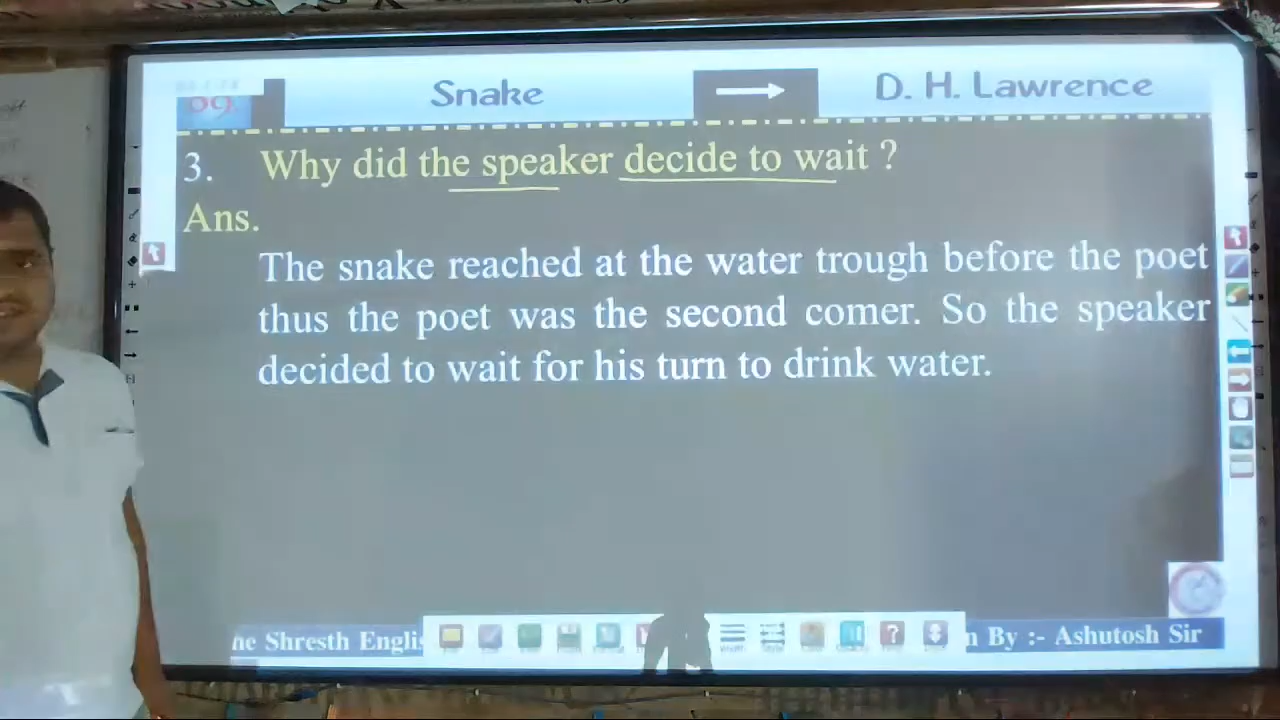 09
Snake
D. H. Lawrence
3. Why did the speaker decide to wait ?
Ans.
The snake reached at the water trough before the poet
thus the poet was the second comer. So the speaker
decided to wait for his turn to drink water.
Shresth By :- Ashutosh Sir